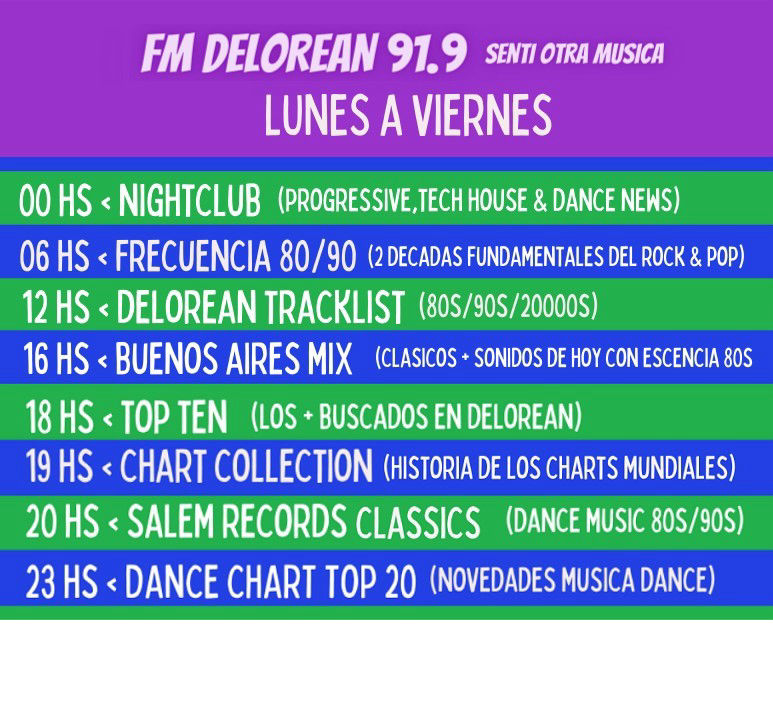 FM DELOREAN 91.9 SENTI OTRA MUSICA
LUNES A VIERNES
00 HS < NIGHTCLUB (PROGRESSIVE,TECH HOUSE & DANCE NEWS)
06 HS < FRECUENCIA 80/90 (2 DECADAS FUNDAMENTALES DEL ROCK & POP)
12 HS < DELOREAN TRACKLIST (80S/90S/20000S)
16 HS < BUENOS AIRES MIX (CLASICOS + SONIDOS DE HOY CON ESCENCIA 80S
18 HS < TOP TEN (LOS + BUSCADOS EN DELOREAN)
19 HS < CHART COLLECTION (HISTORIA DE LOS CHARTS MUNDIALES)
20 HS < SALEM RECORDS CLASSICS (DANCE MUSIC 80S/90S)
23 HS < DANCE CHART TOP 20 (NOVEDADES MUSICA DANCE)